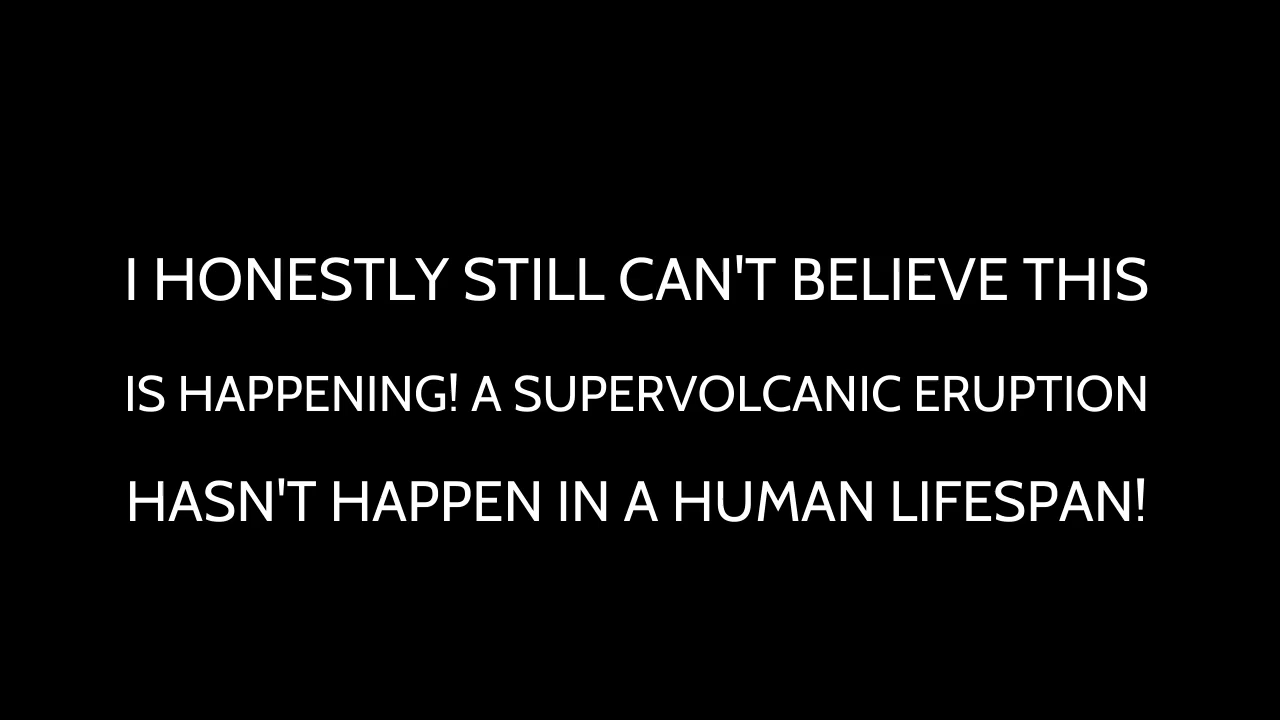 I HONESTLY STILL CAN'T BELIEVE THIS
IS HAPPENING! A SUPERVOLCANIC ERUPTION
HASN'T HAPPEN IN A HUMAN LIFESPAN!